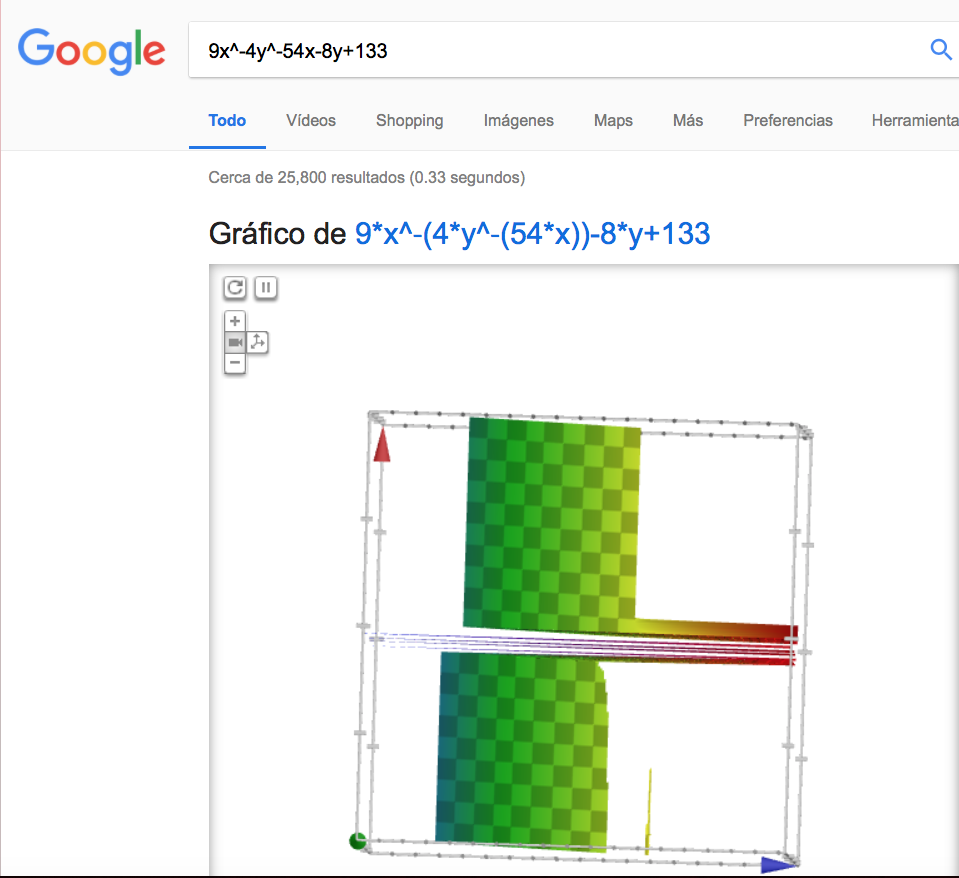 Google
9x^-4y^-54x-8y+133
Todo Vídeos Shopping Imágenes Maps Más Preferencias Herramienta
Cerca de 25,800 resultados (0.33 segundos)
Gráfico de 9*x^-(4*y^-(54*x))-8*y+133